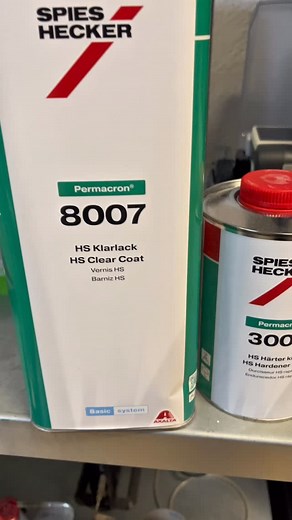 SPIES
HECKER
Permacron®
8007
HS Klarlack
HS Clear Coat
Vernis HS
Barniz HS
Basic system
AXALTA
SPIES
HECKER
Permacron
300
HS Härter
HS Hardener